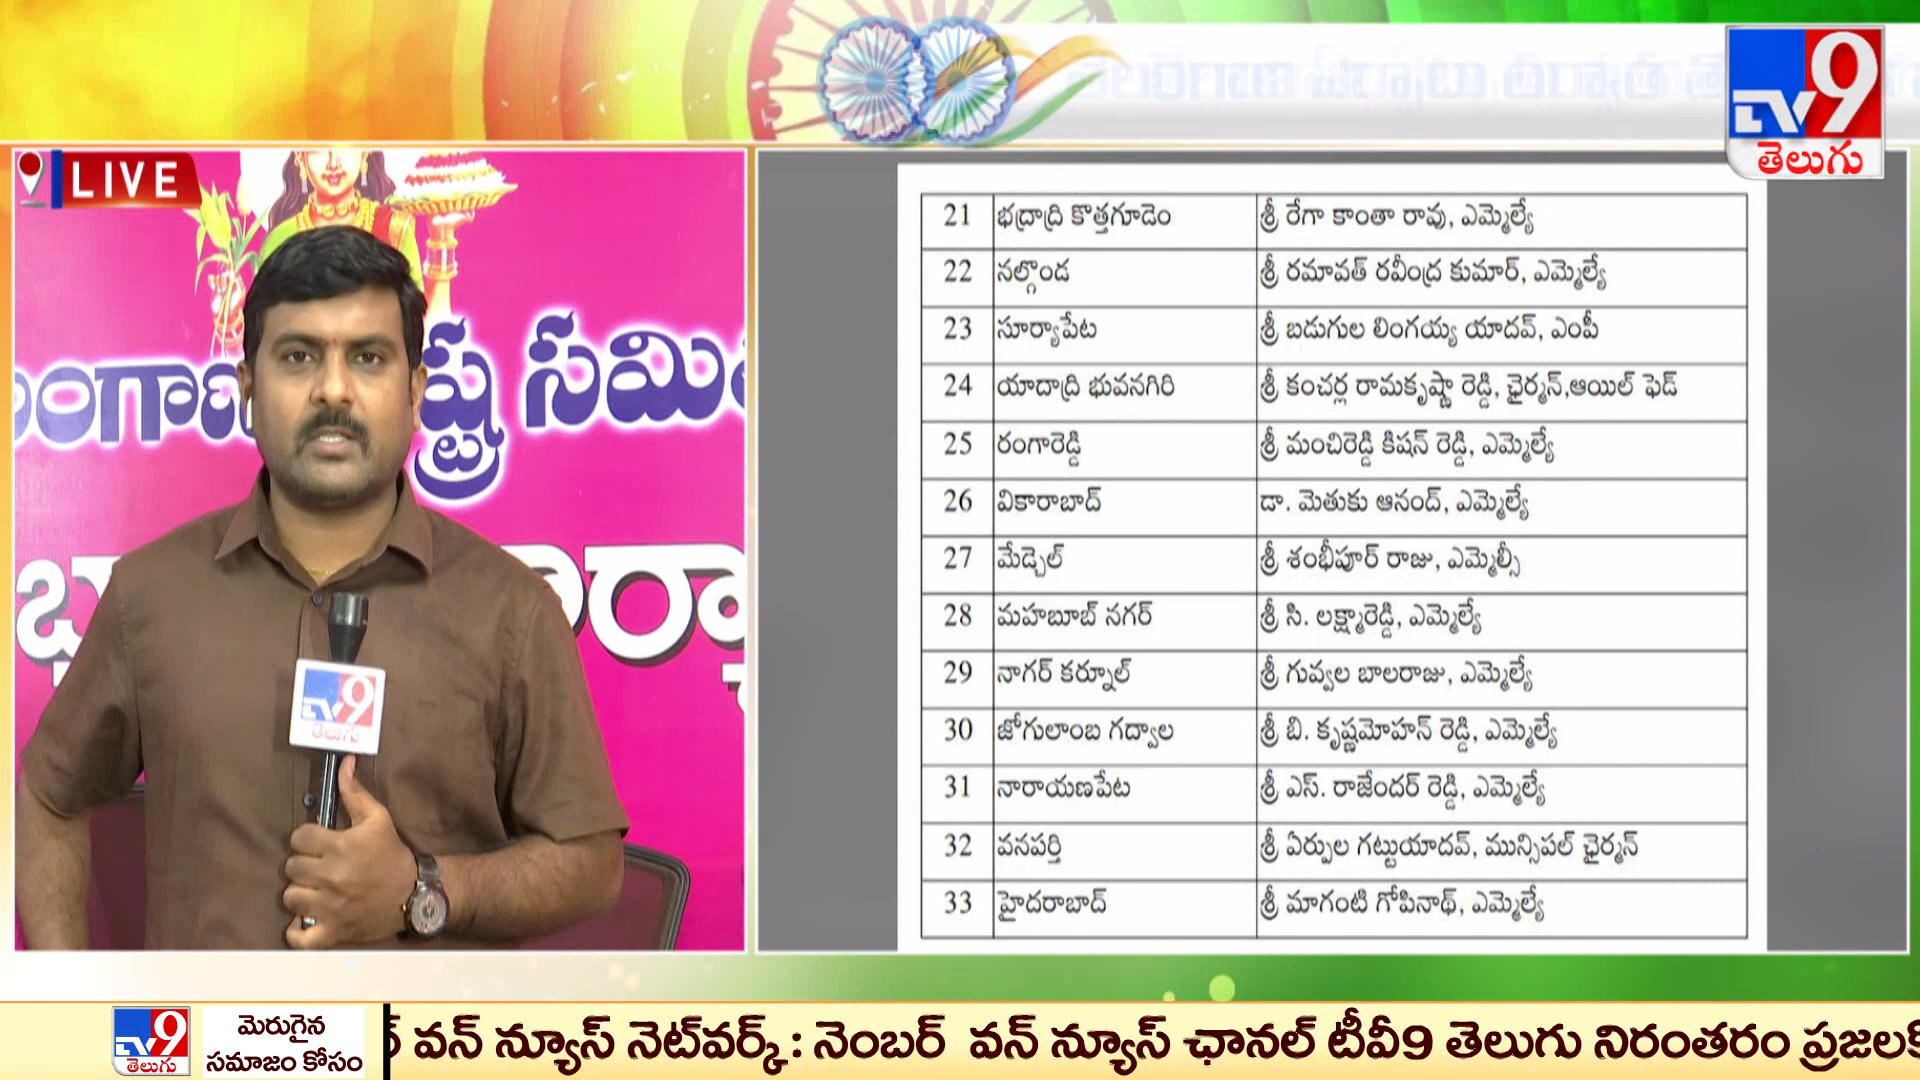 LIVE
TV9
తెలుగు
సమితి
TV9
తెలుగు
21 భద్రాద్రి కొత్తగూడెం శ్రీ రేగా కాంతా రావు, ఎమ్మెల్యే
22 నల్గొండ శ్రీ రమావత్ రవీంద్ర కుమార్, ఎమ్మెల్యే
23 సూర్యాపేట శ్రీ బడుగుల లింగయ్య యాదవ్, ఎంపీ
24 యాదాద్రి భువనగిరి శ్రీ కంచర్ల రామకృష్ణా రెడ్డి, ఛైర్మన్,ఆయిల్ ఫెడ్
25 రంగారెడ్డి శ్రీ మంచిరెడ్డి కిషన్ రెడ్డి, ఎమ్మెల్యే
26 వికారాబాద్ డా. మెతుకు ఆనంద్, ఎమ్మెల్యే
27 మేడ్చెల్ శ్రీ శంభీపూర్ రాజు, ఎమ్మెల్సీ
28 మహబూబ్ నగర్ శ్రీ సి. లక్ష్మారెడ్డి, ఎమ్మెల్యే
29 నాగర్ కర్నూల్ శ్రీ గువ్వల బాలరాజు, ఎమ్మెల్యే
30 జోగులాంబ గద్వాల శ్రీ బి. కృష్ణమోహన్ రెడ్డి, ఎమ్మెల్యే
31 నారాయణపేట శ్రీ ఎస్. రాజేందర్ రెడ్డి, ఎమ్మెల్యే
32 వనపర్తి శ్రీ ఏర్పుల గట్టుయాదవ్, మున్సిపల్ ఛైర్మన్
33 హైదరాబాద్ శ్రీ మాగంటి గోపినాథ్, ఎమ్మెల్యే
TV9
తెలుగు
మెరుగైన
సమాజం కోసం
వన్ న్యూస్ నెట్‌వర్క్ : నెంబర్ వన్ న్యూస్ ఛానల్ టీవీ9 తెలుగు నిరంతరం